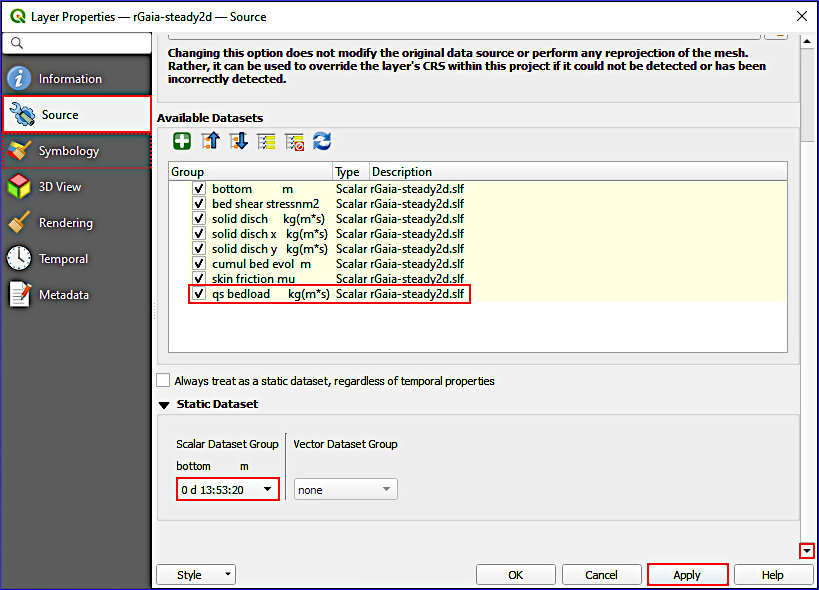 Layer Properties — rGaia-steady2d — Source
Changing this option does not modify the original data source or perform any reprojection of the mesh.
Rather, it can be used to override the layer's CRS within this project if it could not be detected or has been
incorrectly detected.
Information
Source
Symbology
3D View
Rendering
Temporal
Metadata
Available Datasets
Group Type Description
bottom m Scalar rGaia-steady2d.slf
bed shear stressnm2 Scalar rGaia-steady2d.slf
solid disch kg(m*s) Scalar rGaia-steady2d.slf
solid disch x kg(m*s) Scalar rGaia-steady2d.slf
solid disch y kg(m*s) Scalar rGaia-steady2d.slf
cumul bed evol m Scalar rGaia-steady2d.slf
skin friction mu Scalar rGaia-steady2d.slf
qs bedload kg(m*s) Scalar rGaia-steady2d.slf
Always treat as a static dataset, regardless of temporal properties
Static Dataset
Scalar Dataset Group Vector Dataset Group
bottom m
0 d 13:53:20 none
Style OK Cancel Apply Help